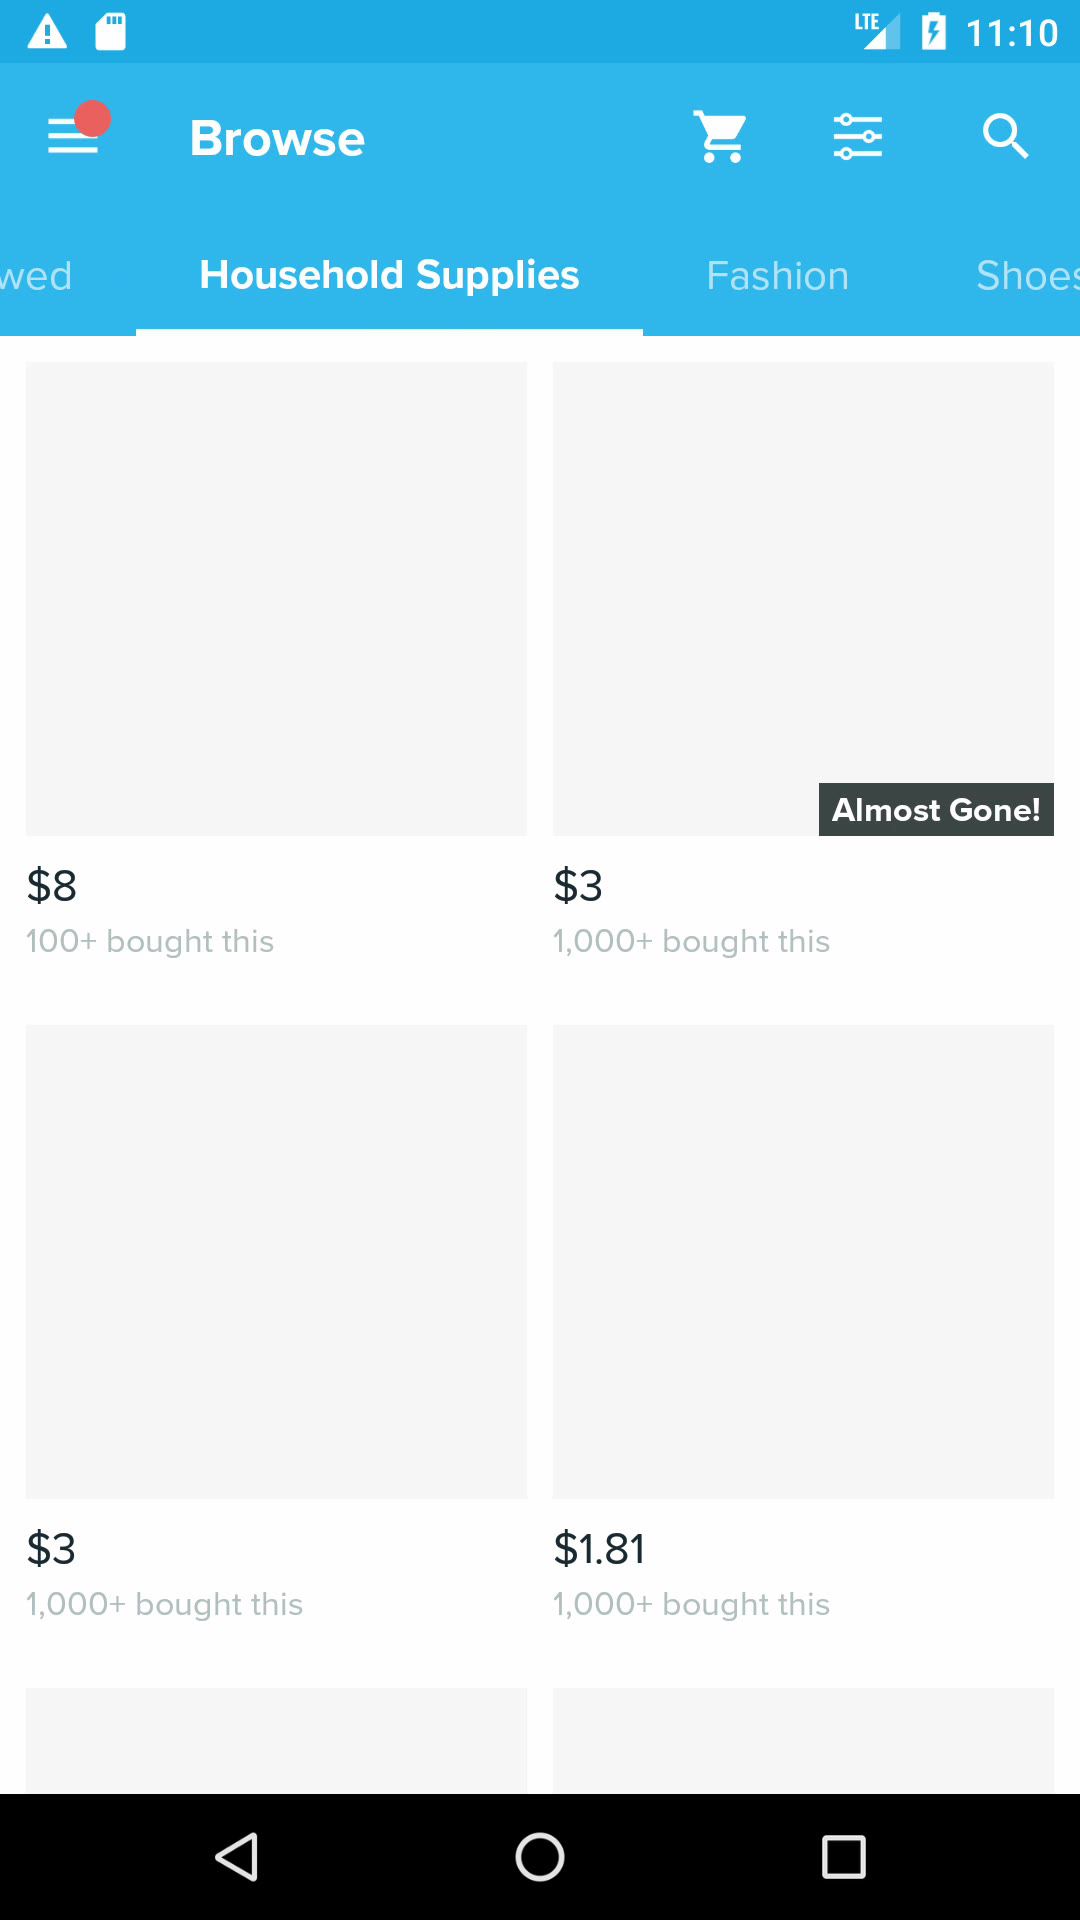 LTE 11:10
Browse
wed Household Supplies Fashion Shoes
Almost Gone!
$8 $3
100+ bought this 1,000+ bought this
$3 $1.81
1,000+ bought this 1,000+ bought this